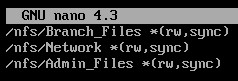 GNU nano 4.3
/nfs/Branch_Files *(rw,sync)
/nfs/Network *(rw,sync)
/nfs/Admin_Files *(rw,sync)